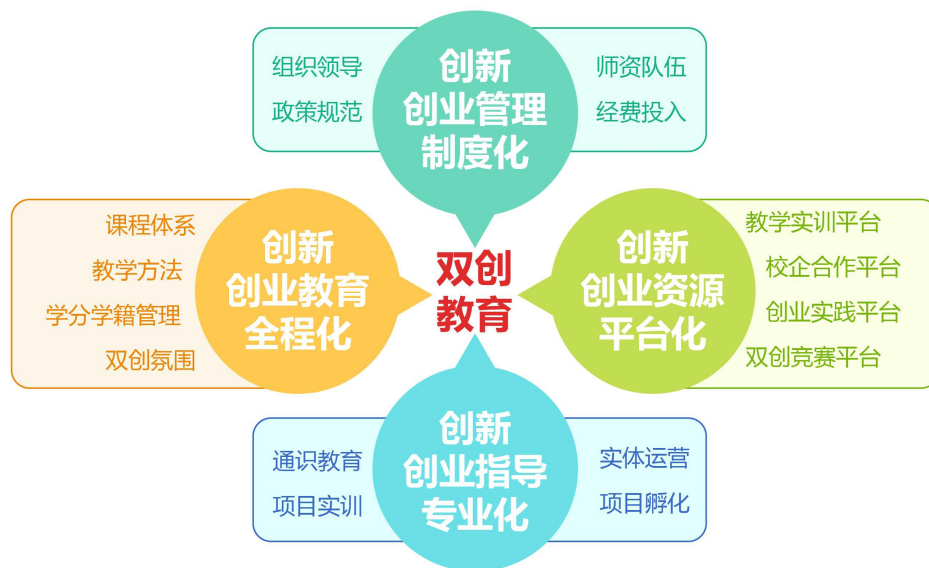 组织领导
政策规范
创新
创业管理
制度化
师资队伍
经费投入
课程体系
教学方法
学分学籍管理
双创氛围
创新
创业教育
全程化
双创
教育
创新
创业资源
平台化
教学实训平台
校企合作平台
创业实践平台
双创竞赛平台
通识教育
项目实训
创新
创业指导
专业化
实体运营
项目孵化